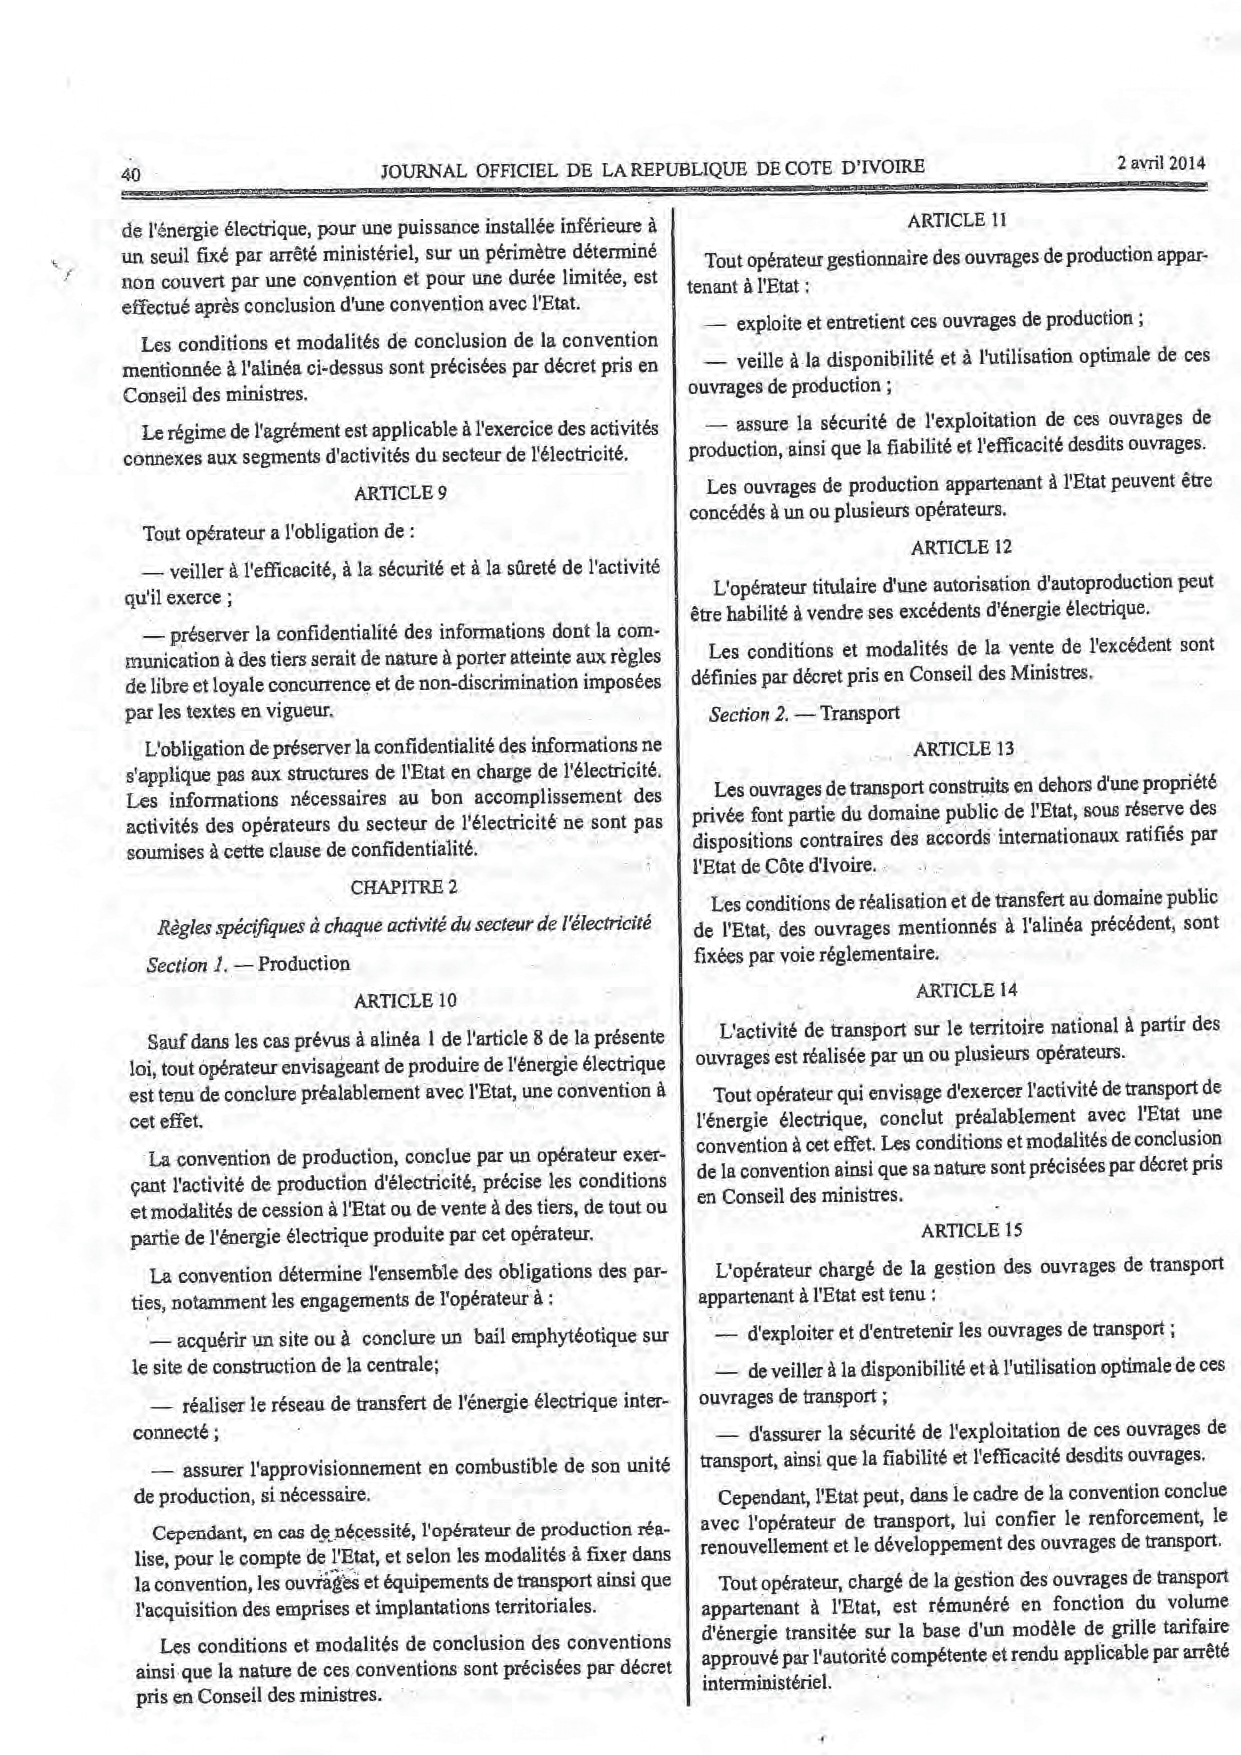 40
JOURNAL OFFICIEL DE LA REPUBLIQUE DE COTE D'IVOIRE
2 avril 2014
de l'énergie électrique, pour une puissance installée inférieure à
un seuil fixé par arrêté ministériel, sur un périmètre déterminé
non couvert par une convention et pour une durée limitée, est
effectué après conclusion d'une convention avec l'Etat.
Les conditions et modalités de conclusion de la convention
mentionnée à l'alinéa ci-dessus sont précisées par décret pris en
Conseil des ministres.
Le régime de l'agrément est applicable à l'exercice des activités
connexes aux segments d'activités du secteur de l'électricité.
ARTICLE 9
Tout opérateur a l'obligation de :
— veiller à l'efficacité, à la sécurité et à la sûreté de l'activité
qu'il exerce ;
— préserver la confidentialité des informations dont la com-
munication à des tiers serait de nature à porter atteinte aux règles
de libre et loyale concurrence et de non-discrimination imposées
par les textes en vigueur.
L'obligation de préserver la confidentialité des informations ne
s'applique pas aux structures de l'Etat en charge de l'électricité.
Les informations nécessaires au bon accomplissement des
activités des opérateurs du secteur de l'électricité ne sont pas
soumises à cette clause de confidentialité.
CHAPITRE 2
Règles spécifiques à chaque activité du secteur de l'électricité
Section 1. — Production
ARTICLE 10
Sauf dans les cas prévus à alinéa 1 de l'article 8 de la présente
loi, tout opérateur envisageant de produire de l'énergie électrique
est tenu de conclure préalablement avec l'Etat, une convention à
cet effet.
La convention de production, conclue par un opérateur exer-
çant l'activité de production d'électricité, précise les conditions
et modalités de cession à l'Etat ou de vente à des tiers, de tout ou
partie de l'énergie électrique produite par cet opérateur.
La convention détermine l'ensemble des obligations des par-
ties, notamment les engagements de l'opérateur à :
— acquérir un site ou à conclure un bail emphytéotique sur
le site de construction de la centrale;
— réaliser le réseau de transfert de l'énergie électrique inter-
connecté ;
— assurer l'approvisionnement en combustible de son unité
de production, si nécessaire.
Cependant, en cas de nécessité, l'opérateur de production réa-
lise, pour le compte de l'Etat, et selon les modalités à fixer dans
la convention, les ouvrages et équipements de transport ainsi que
l'acquisition des emprises et implantations territoriales.
Les conditions et modalités de conclusion des conventions
ainsi que la nature de ces conventions sont précisées par décret
pris en Conseil des ministres.
ARTICLE 11
Tout opérateur gestionnaire des ouvrages de production appar-
tenant à l'Etat :
— exploite et entretient ces ouvrages de production ;
— veille à la disponibilité et à l'utilisation optimale de ces
ouvrages de production ;
— assure la sécurité de l'exploitation de ces ouvrages de
production, ainsi que la fiabilité et l'efficacité desdits ouvrages.
Les ouvrages de production appartenant à l'Etat peuvent être
concédés à un ou plusieurs opérateurs.
ARTICLE 12
L'opérateur titulaire d'une autorisation d'autoproduction peut
être habilité à vendre ses excédents d'énergie électrique.
Les conditions et modalités de la vente de l'excédent sont
définies par décret pris en Conseil des Ministres.
Section 2. — Transport
ARTICLE 13
Les ouvrages de transport construits en dehors d'une propriété
privée font partie du domaine public de l'Etat, sous réserve des
dispositions contraires des accords internationaux ratifiés par
l'Etat de Côte d'Ivoire.
Les conditions de réalisation et de transfert au domaine public
de l'Etat, des ouvrages mentionnés à l'alinéa précédent, sont
fixées par voie réglementaire.
ARTICLE 14
L'activité de transport sur le territoire national à partir des
ouvrages est réalisée par un ou plusieurs opérateurs.
Tout opérateur qui envisage d'exercer l'activité de transport de
l'énergie électrique, conclut préalablement avec l'Etat une
convention à cet effet. Les conditions et modalités de conclusion
de la convention ainsi que sa nature sont précisées par décret pris
en Conseil des ministres.
ARTICLE 15
L'opérateur chargé de la gestion des ouvrages de transport
appartenant à l'Etat est tenu :
— d'exploiter et d'entretenir les ouvrages de transport ;
— de veiller à la disponibilité et à l'utilisation optimale de ces
ouvrages de transport ;
— d'assurer la sécurité de l'exploitation de ces ouvrages de
transport, ainsi que la fiabilité et l'efficacité desdits ouvrages.
Cependant, l'Etat peut, dans le cadre de la convention conclue
avec l'opérateur de transport, lui confier le renforcement, le
renouvellement et le développement des ouvrages de transport.
Tout opérateur, chargé de la gestion des ouvrages de transport
appartenant à l'Etat, est rémunéré en fonction du volume
d'énergie transitée sur la base d'un modèle de grille tarifaire
approuvé par l'autorité compétente et rendu applicable par arrêté
interministériel.